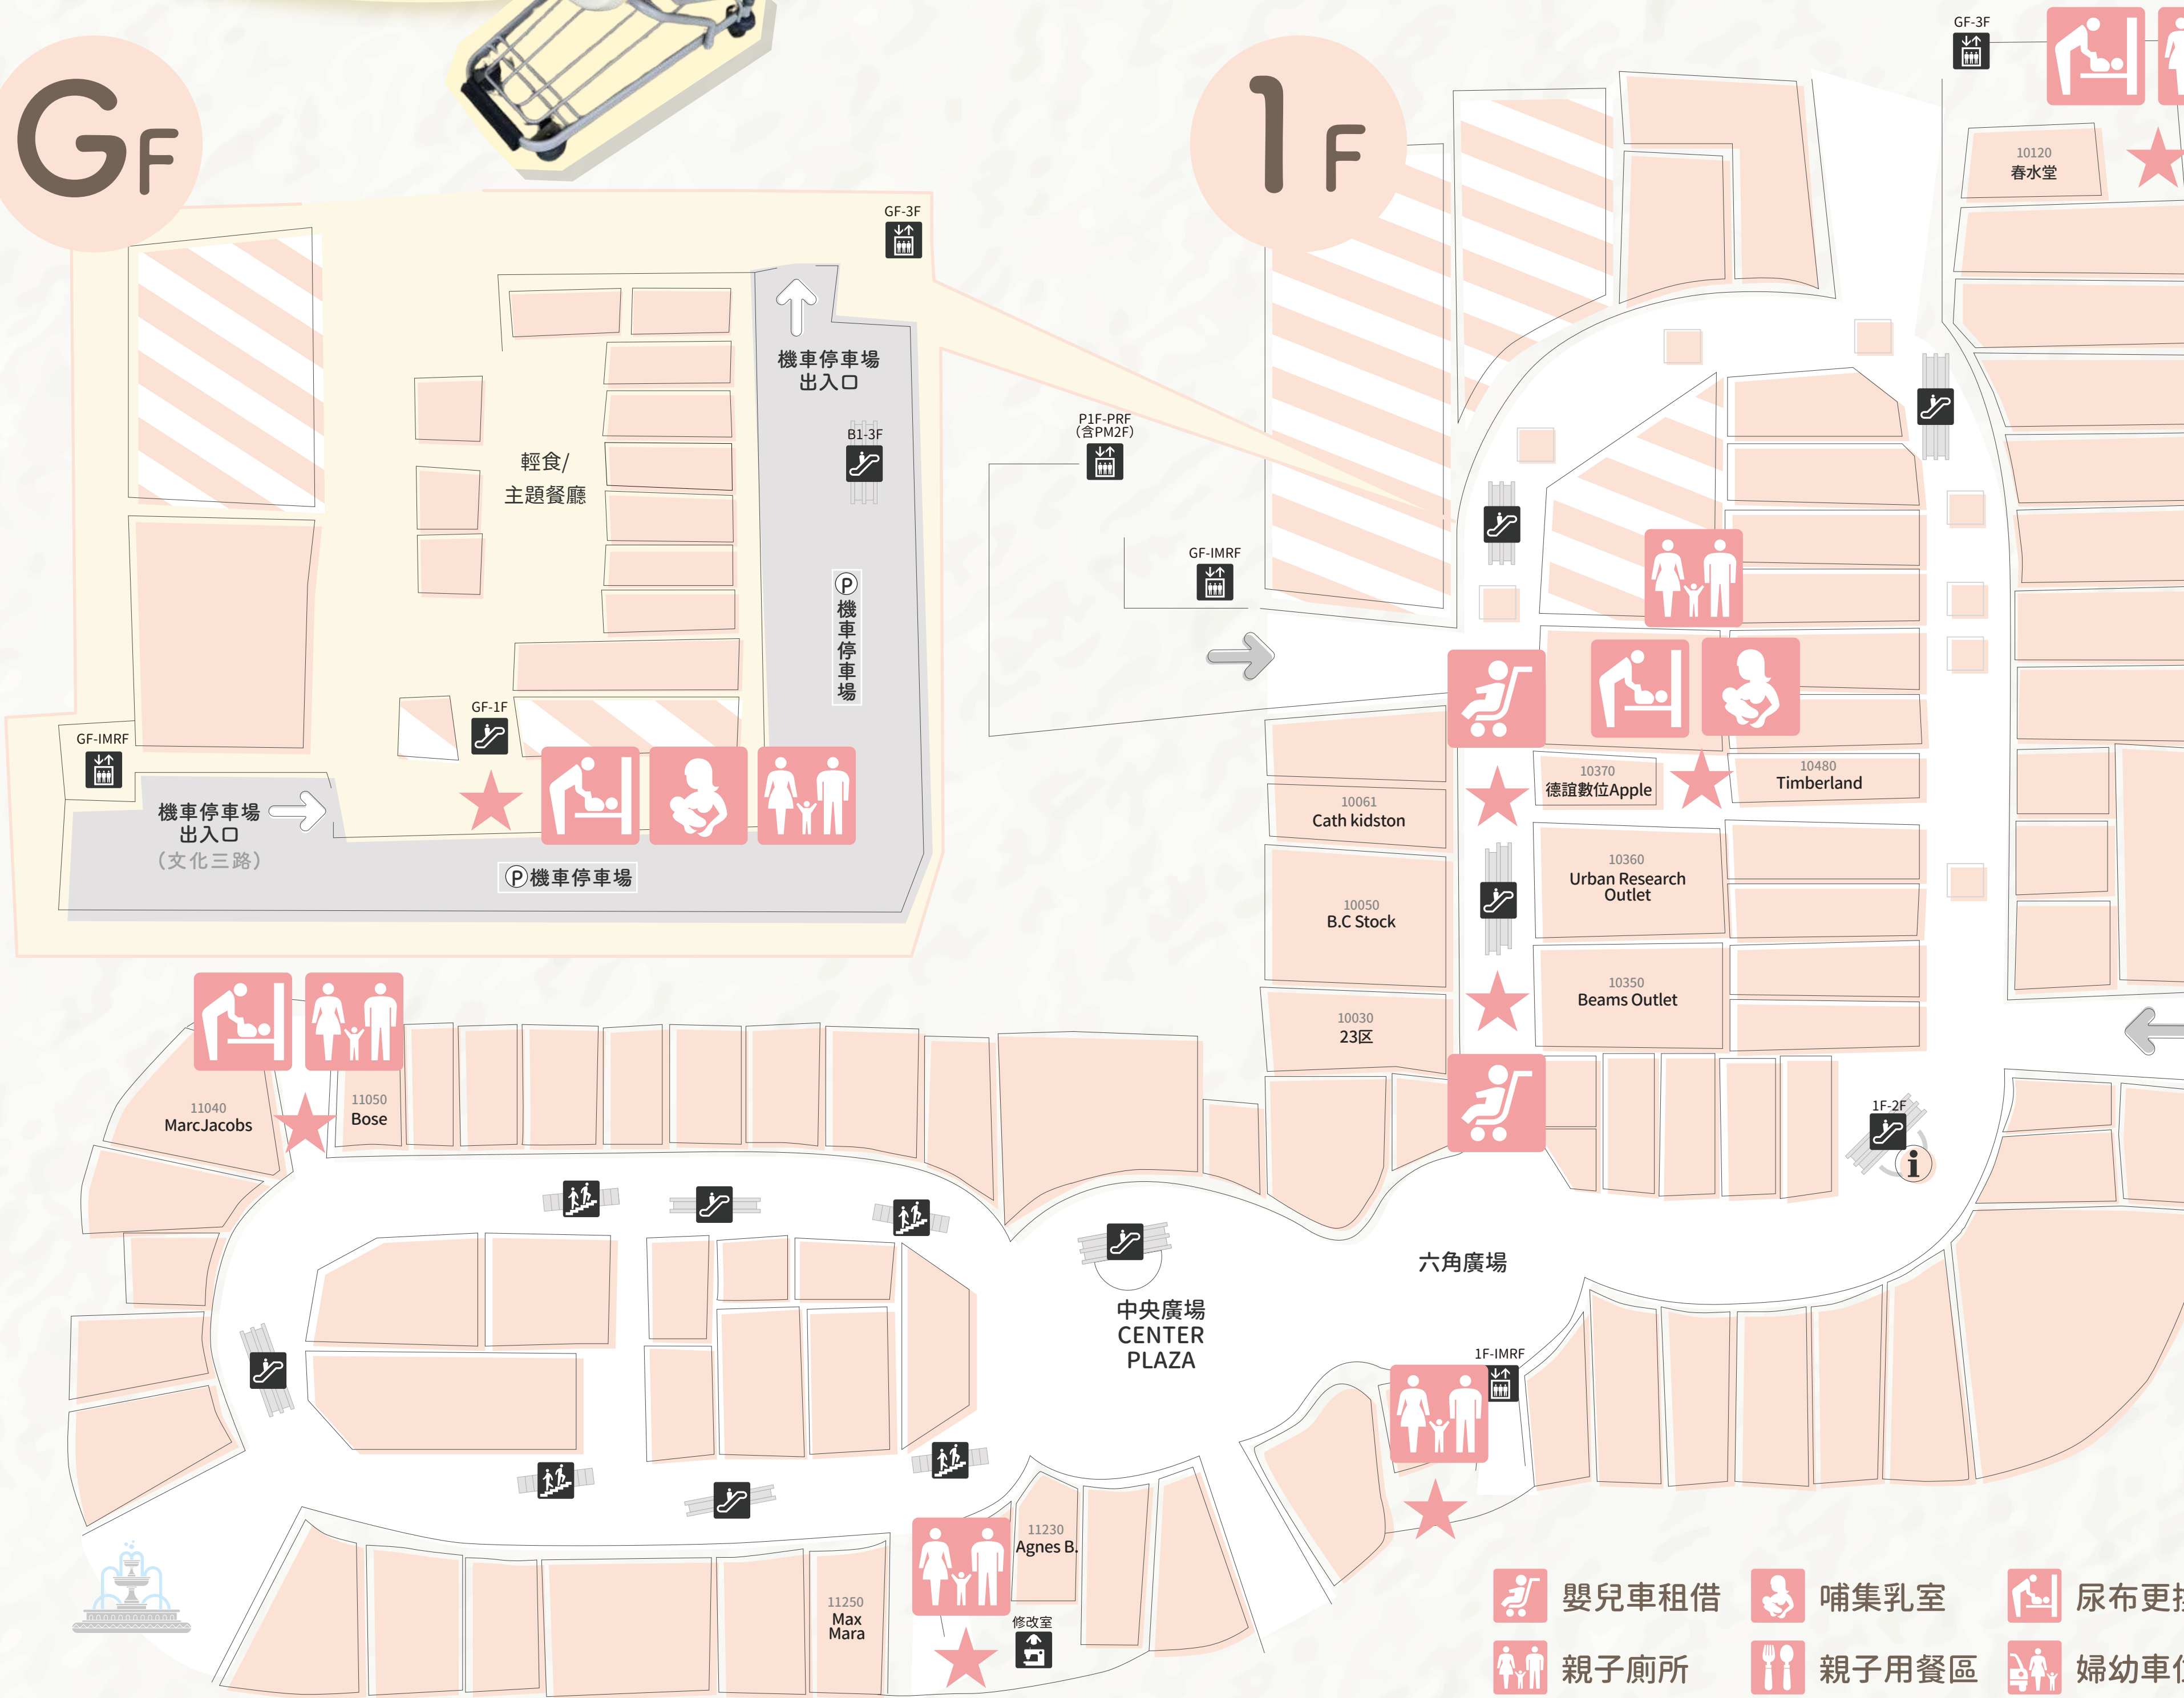 GF
GF-3F
機車停車場
出入口
B1-3F
輕食/
主題餐廳
P
機車停車場
GF-1F
GF-IMRF
機車停車場
出入口
(文化三路)
P機車停車場
1F
GF-3F
10120
春水堂
P1F-PRF
(含PM2F)
GF-IMRF
10370
德誼數位Apple
10480
Timberland
10061
Cath kidston
10360
Urban Research
Outlet
10050
B.C Stock
10350
Beams Outlet
10030
23区
11040
MarcJacobs
11050
Bose
1F-2F
i
六角廣場
中央廣場
CENTER
PLAZA
1F-IMRF
11230
Agnes B.
11250
Max
Mara
修改室
嬰兒車租借
哺集乳室
尿布更
親子廁所
親子用餐區
婦幼車